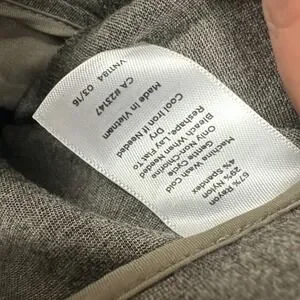 67% Rayon
29% Nylon
4% Spandex
Machine Wash Cold
Gentle Cycle
Only Non-Chlorine
Bleach When Needed
Reshape, Lay Flat To
Dry
Cool Iron If Needed
Made In Vietnam
CA #23147
VN1184 03/16